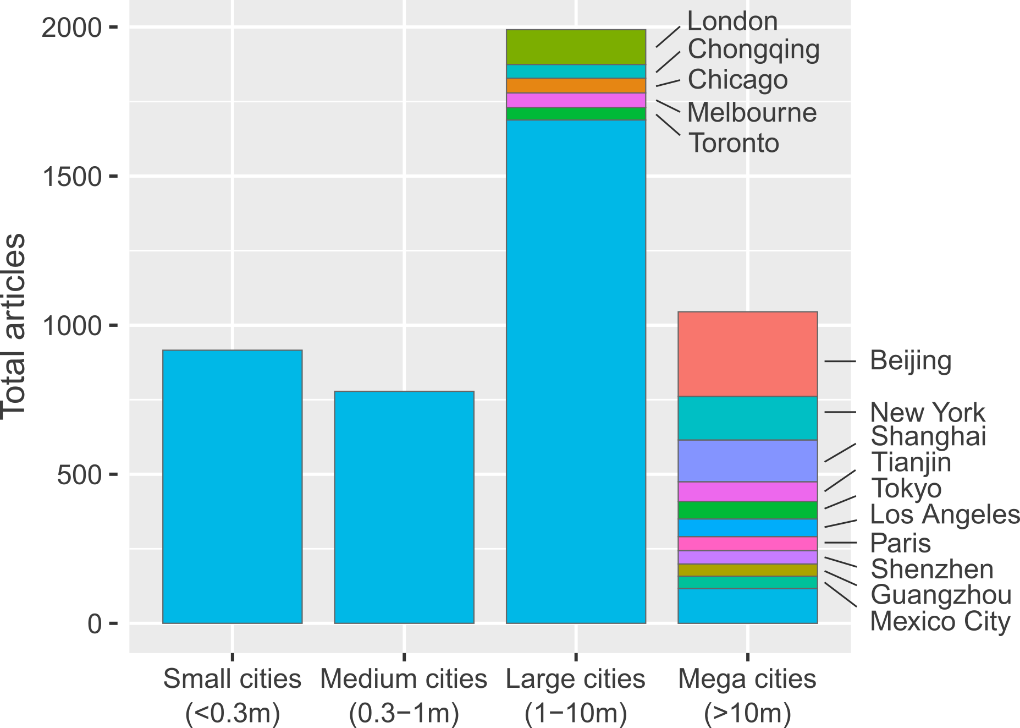 Total articles
2000
1500
1000
500
0
London
Chongqing
Chicago
Melbourne
Toronto
Beijing
New York
Shanghai
Tianjin
Tokyo
Los Angeles
Paris
Shenzhen
Guangzhou
Mexico City
Small cities
(<0.3m)
Medium cities
(0.3−1m)
Large cities
(1−10m)
Mega cities
(>10m)